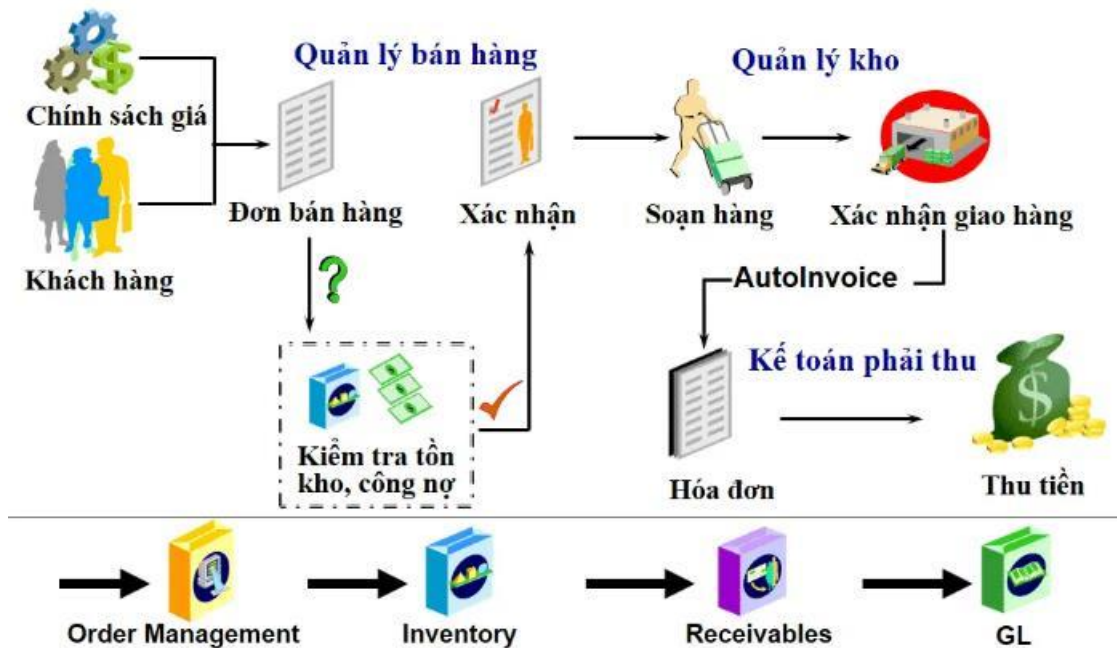 Quản lý bán hàng
Quản lý kho
Chính sách giá
Đơn bán hàng
Xác nhận
Soạn hàng
Xác nhận giao hàng
Khách hàng
AutoInvoice
Kế toán phải thu
Kiểm tra tồn
kho, công nợ
Hóa đơn
Thu tiền
Order Management
Inventory
Receivables
GL